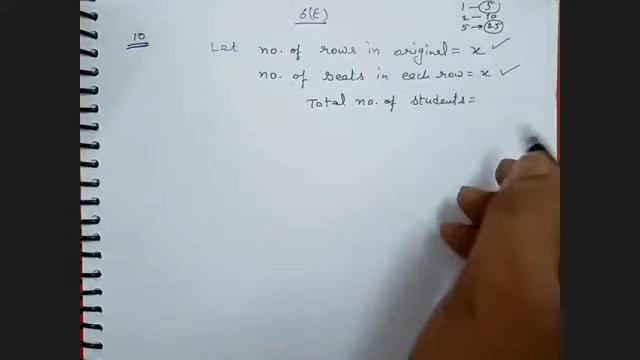 6(E)
1 - 5
2 - 10
5 → 25
10
Let no. of rows in original = x ✓
no. of seats in each row = x ✓
Total no. of students =